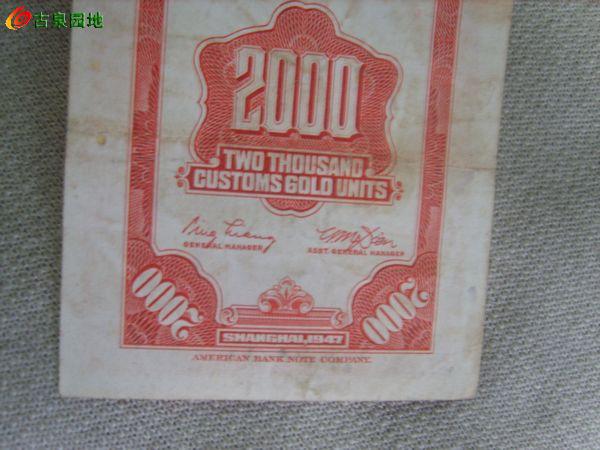 古泉园地
2000
TWO THOUSAND
CUSTOMS GOLD UNITS
GENERAL MANAGER
ASST. GENERAL MANAGER
2000
2000
SHANGHAI, 1947
AMERICAN BANK NOTE COMPANY.